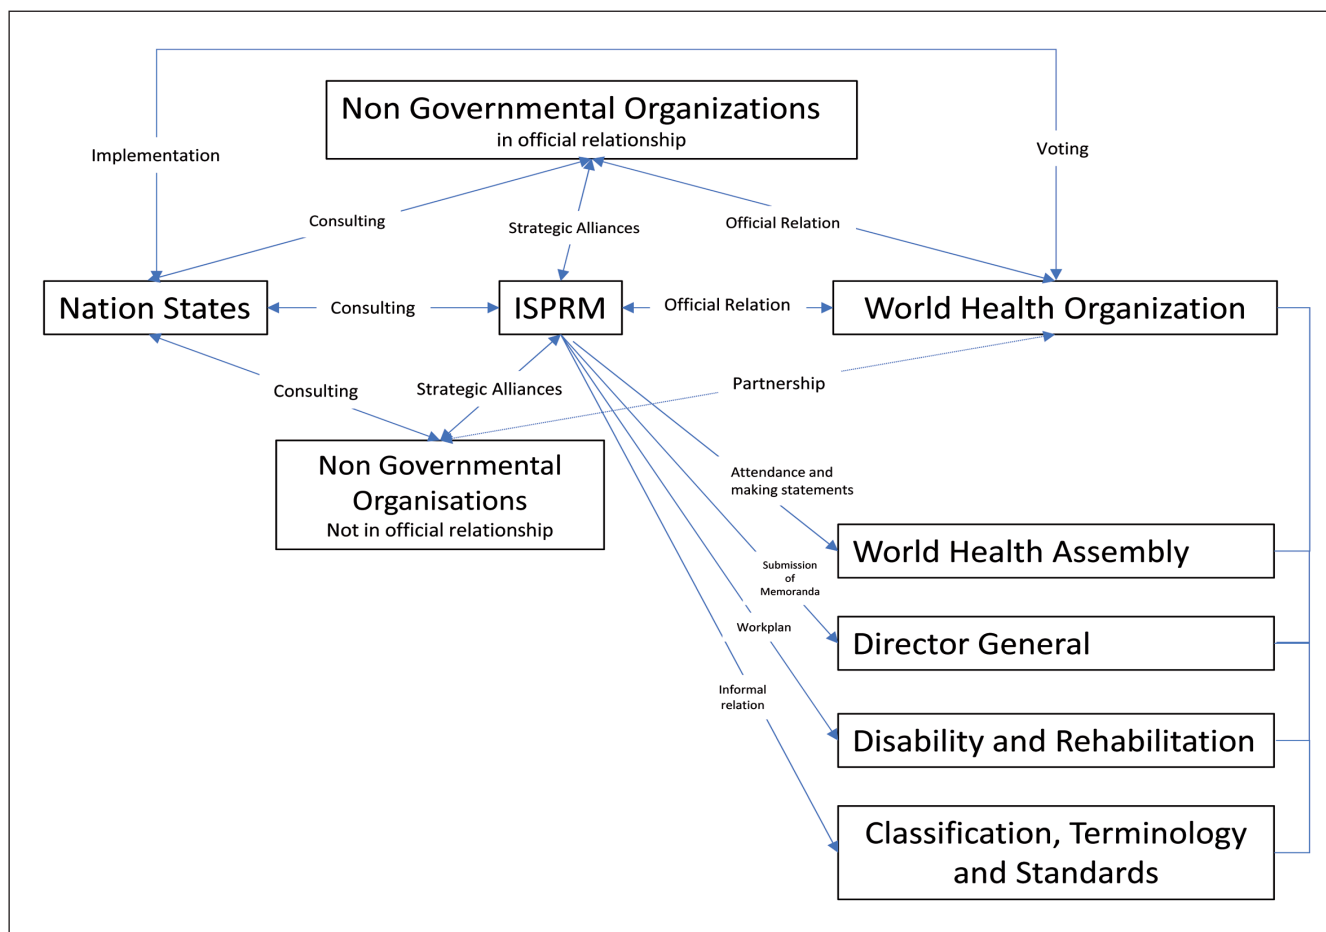 Non Governmental Organizations
in official relationship
Implementation
Voting
Consulting
Strategic Alliances
Official Relation
Nation States
Consulting
ISPRM
Official Relation
World Health Organization
Consulting
Strategic Alliances
Partnership
Non Governmental
Organisations
Not in official relationship
Attendance and
making statements
World Health Assembly
Submission
of
Memoranda
Workplan
Director General
Informal
relation
Disability and Rehabilitation
Classification, Terminology
and Standards